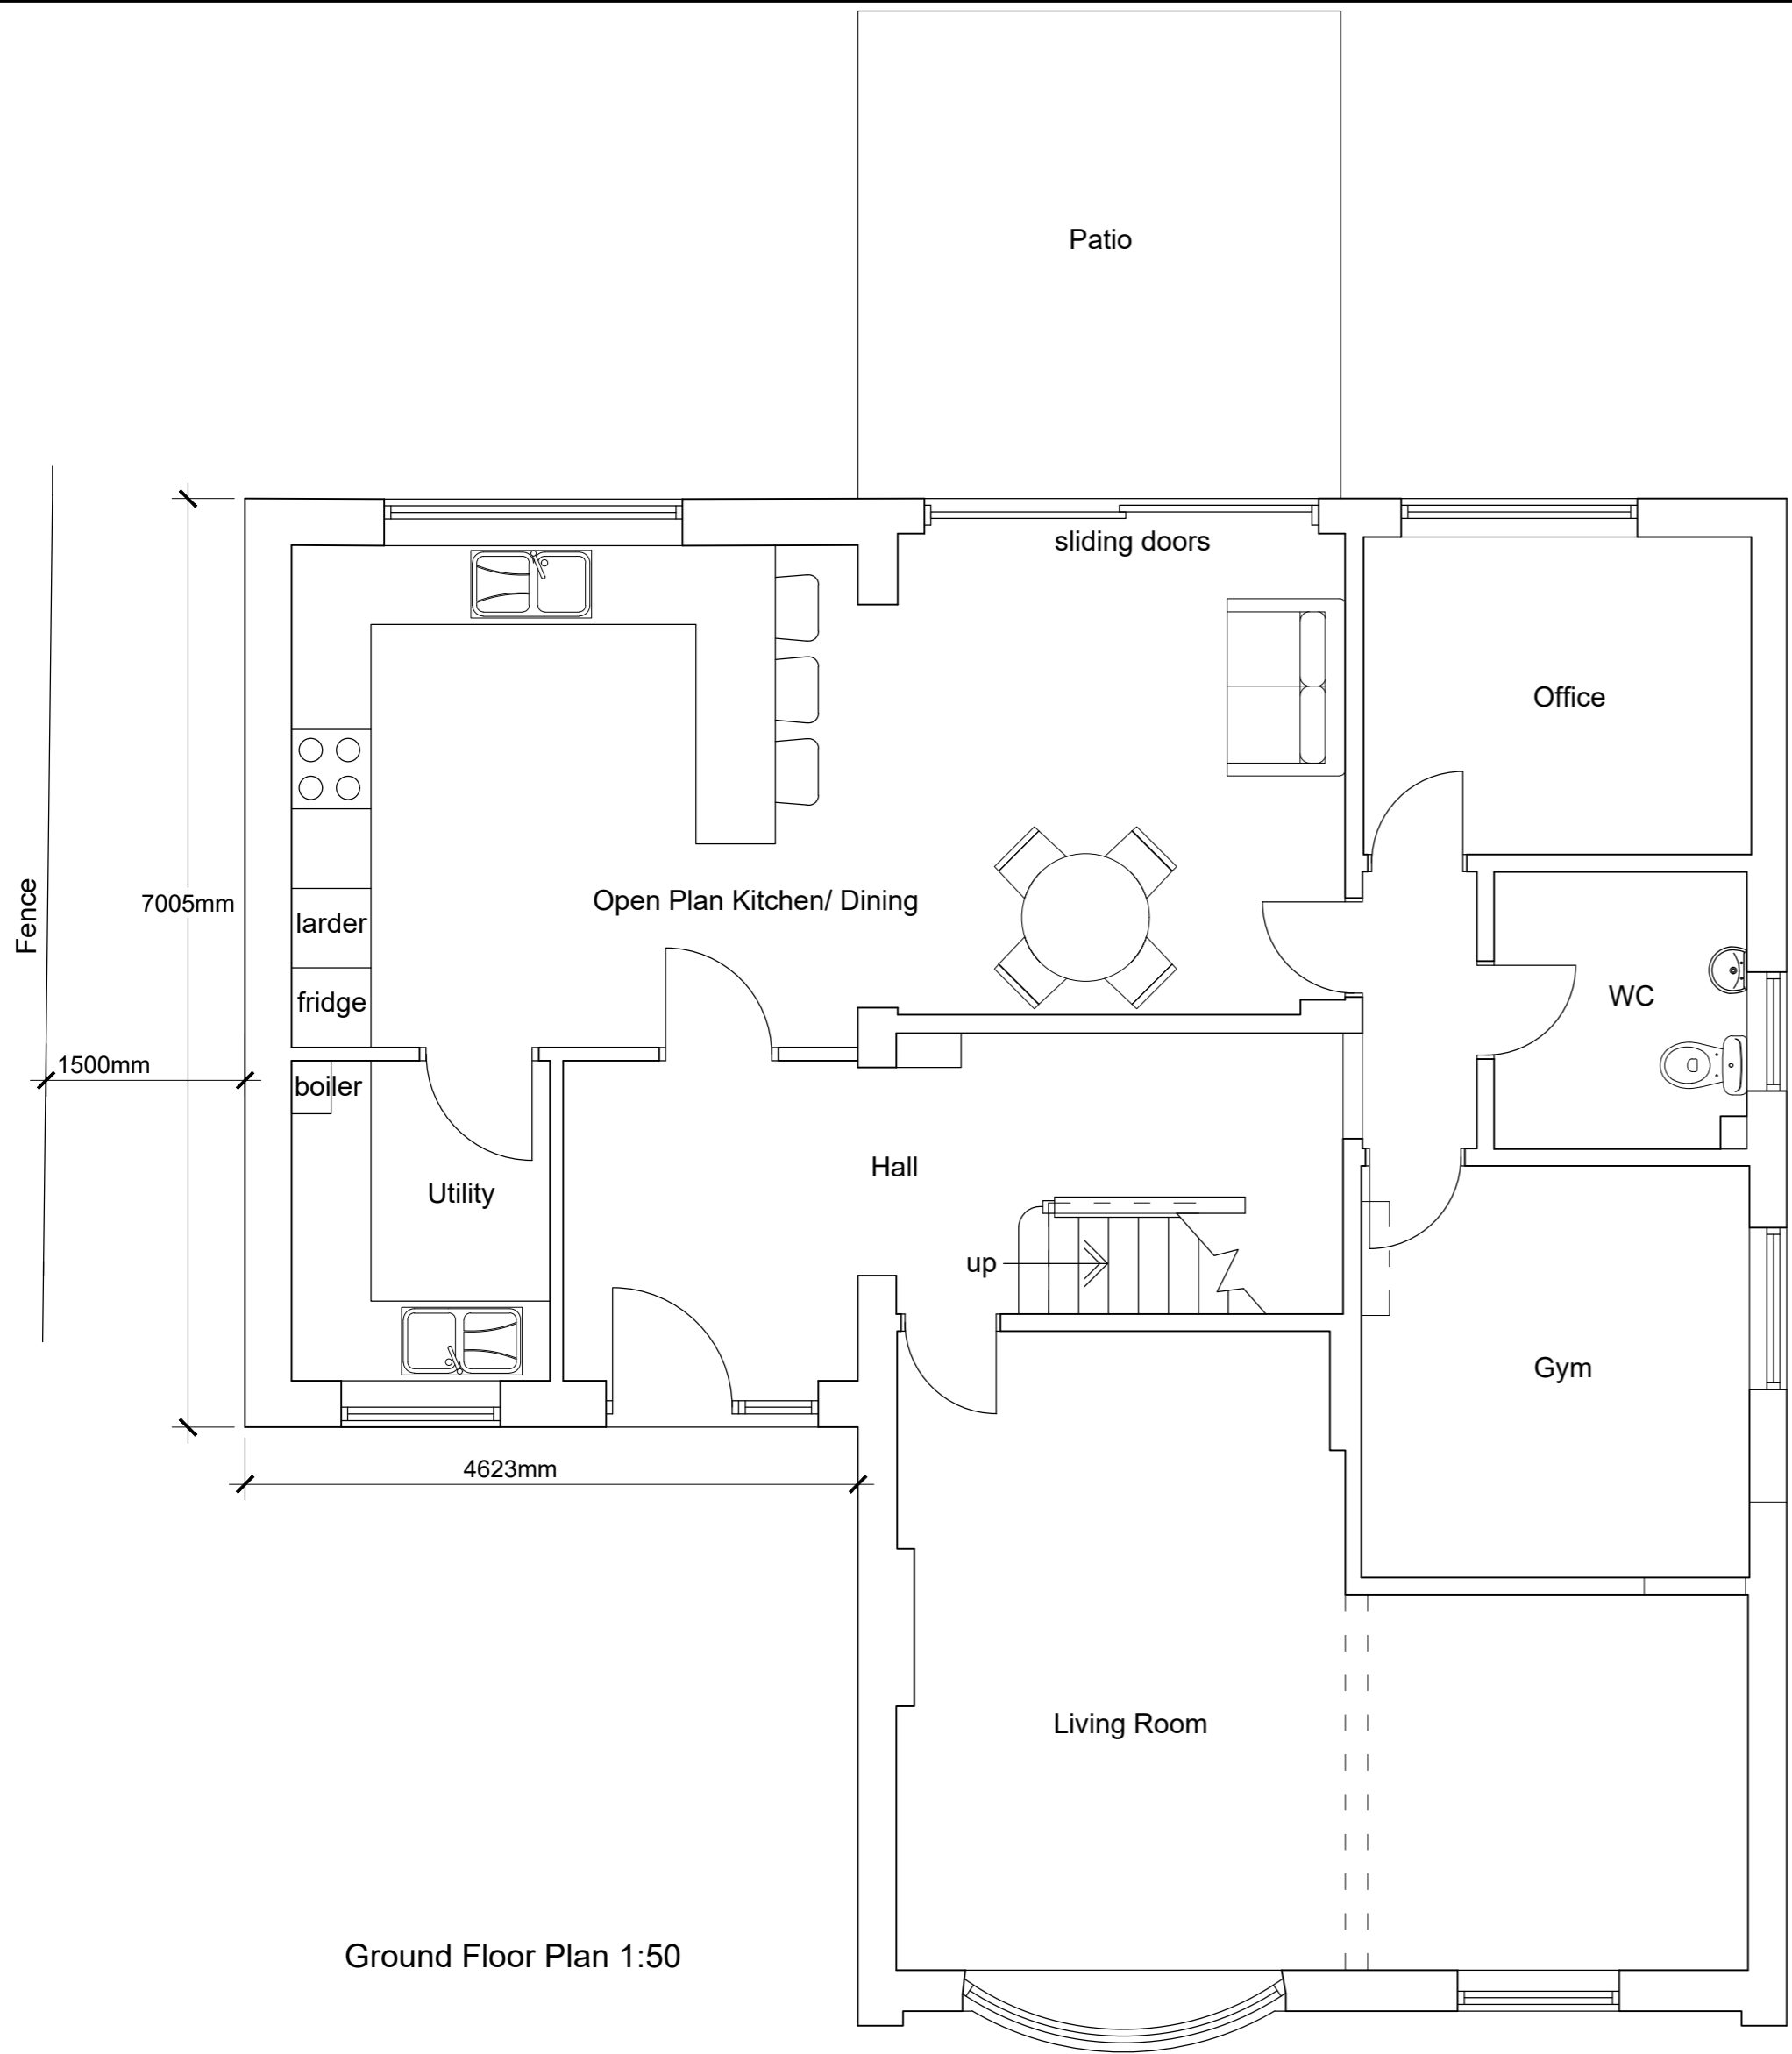 Patio
sliding doors
Office
Fence
7005mm
Open Plan Kitchen/ Dining
larder
fridge
WC
1500mm
boiler
Hall
Utility
up
Gym
4623mm
Living Room
Ground Floor Plan 1:50